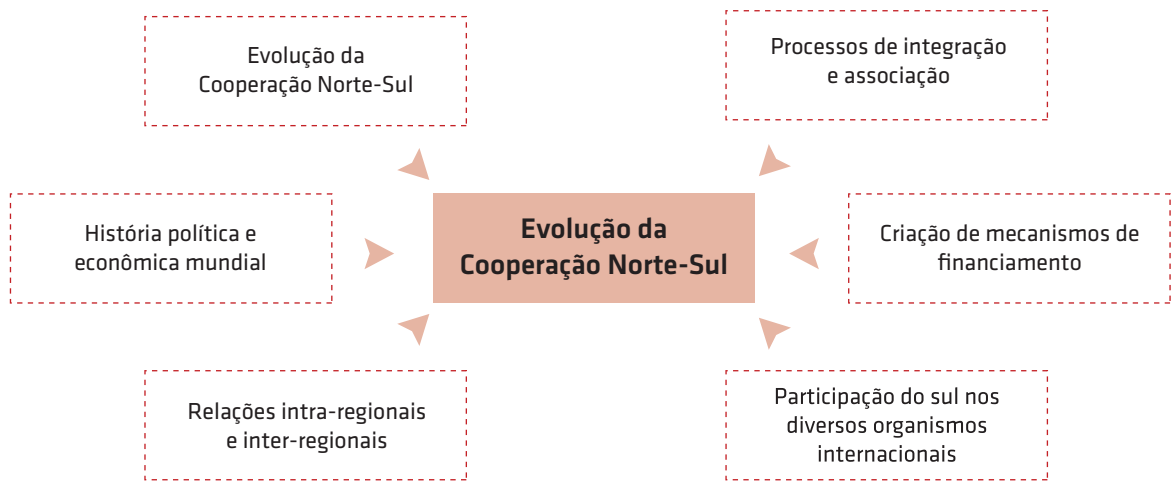 Evolução da
Cooperação Norte-Sul
Processos de integração
e associação
História política e
econômica mundial
Evolução da
Cooperação Norte-Sul
Criação de mecanismos de
financiamento
Relações intra-regionais
e inter-regionais
Participação do sul nos
diversos organismos
internacionais